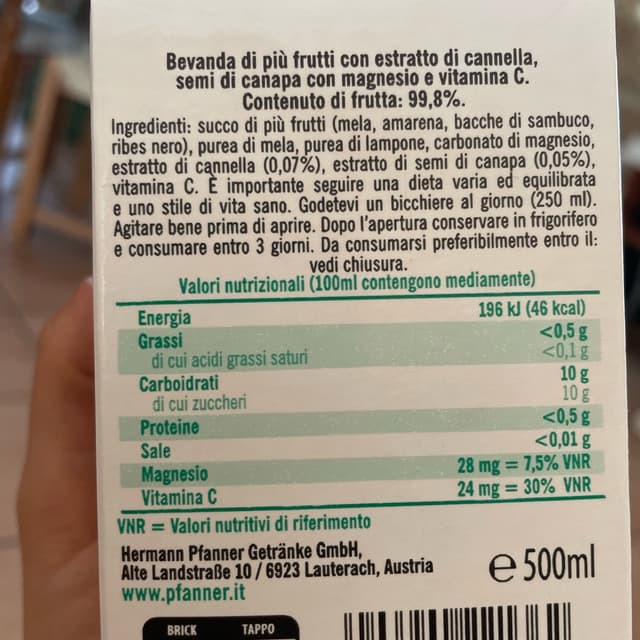 Bevanda di più frutti con estratto di cannella,
semi di canapa con magnesio e vitamina C.
Contenuto di frutta: 99,8%.
Ingredienti: succo di più frutti (mela, amarena, bacche di sambuco,
ribes nero), purea di mela, purea di lampone, carbonato di magnesio,
estratto di cannella (0,07%), estratto di semi di canapa (0,05%),
vitamina C. È importante seguire una dieta varia ed equilibrata
e uno stile di vita sano. Godetevi un bicchiere al giorno (250 ml).
Agitare bene prima di aprire. Dopo l'apertura conservare in frigorifero
e consumare entro 3 giorni. Da consumarsi preferibilmente entro il:
vedi chiusura.
Valori nutrizionali (100ml contengono mediamente)
Energia 196 kJ (46 kcal)
Grassi <0,5 g
di cui acidi grassi saturi <0,1 g
Carboidrati 10 g
di cui zuccheri 10 g
Proteine <0,5 g
Sale <0,01 g
Magnesio 28 mg = 7,5% VNR
Vitamina C 24 mg = 30% VNR
VNR = Valori nutritivi di riferimento
Hermann Pfanner Getränke GmbH,
Alte Landstraße 10 / 6923 Lauterach, Austria
www.pfanner.it
e 500ml
BRICK TAPPO